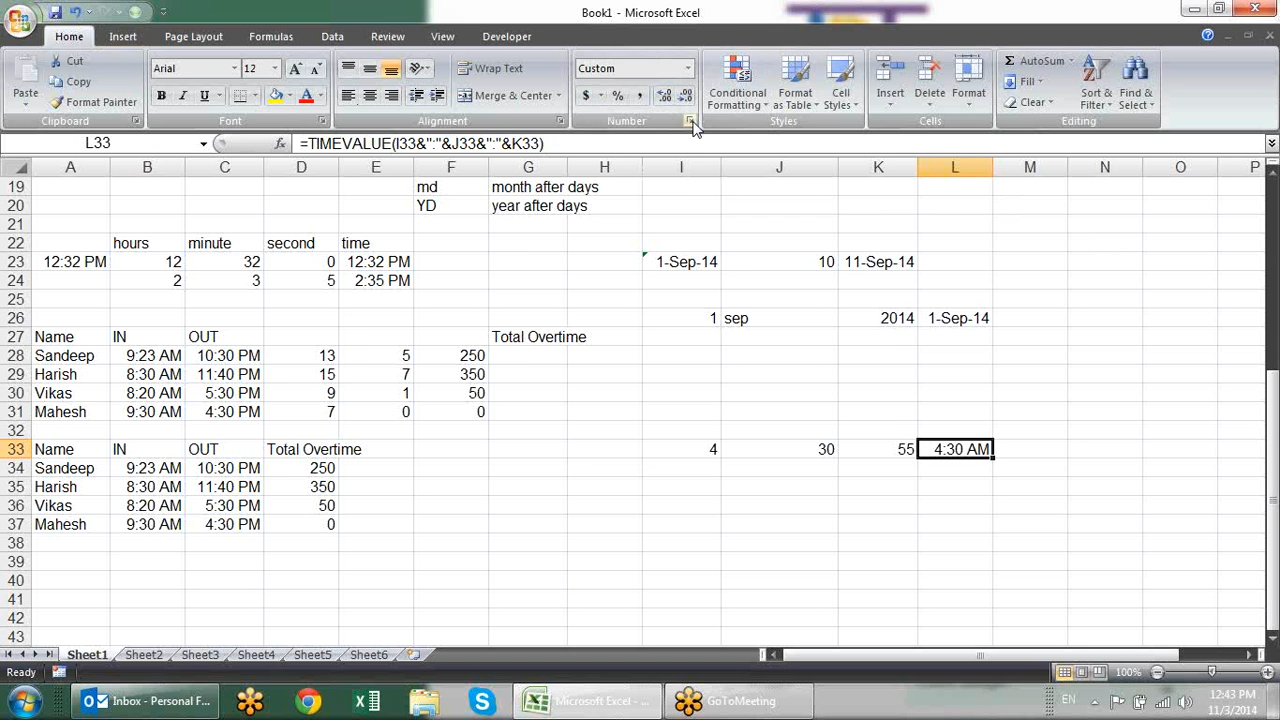 Book1 - Microsoft Excel
Home Insert Page Layout Formulas Data Review View Developer
Paste Cut Copy Format Painter Clipboard
Arial 12 A A B I U A Font
Wrap Text Merge & Center Alignment
Custom $ % , Number
Conditional Formatting Format as Table Cell Styles Styles
Insert Delete Format Cells
Σ AutoSum Fill Clear Sort & Filter Find & Select Editing
L33 fx =TIMEVALUE(I33&":"&J33&":"&K33)
A B C D E F G H I J K L M N O P
19 md month after days
20 YD year after days
21
22 hours minute second time
23 12:32 PM 12 32 0 12:32 PM 1-Sep-14 10 11-Sep-14
24 2 3 5 2:35 PM
25
26 1 sep 2014 1-Sep-14
27 Name IN OUT Total Overtime
28 Sandeep 9:23 AM 10:30 PM 13 5 250
29 Harish 8:30 AM 11:40 PM 15 7 350
30 Vikas 8:20 AM 5:30 PM 9 1 50
31 Mahesh 9:30 AM 4:30 PM 7 0 0
32
33 Name IN OUT Total Overtime 4 30 55 4:30 AM
34 Sandeep 9:23 AM 10:30 PM 250
35 Harish 8:30 AM 11:40 PM 350
36 Vikas 8:20 AM 5:30 PM 50
37 Mahesh 9:30 AM 4:30 PM 0
38
39
40
41
42
43
Sheet1 Sheet2 Sheet3 Sheet4 Sheet5 Sheet6
Ready 100%
Inbox - Personal F... Microsoft Excel - ... GoToMeeting EN 12:43 PM
11/3/2014